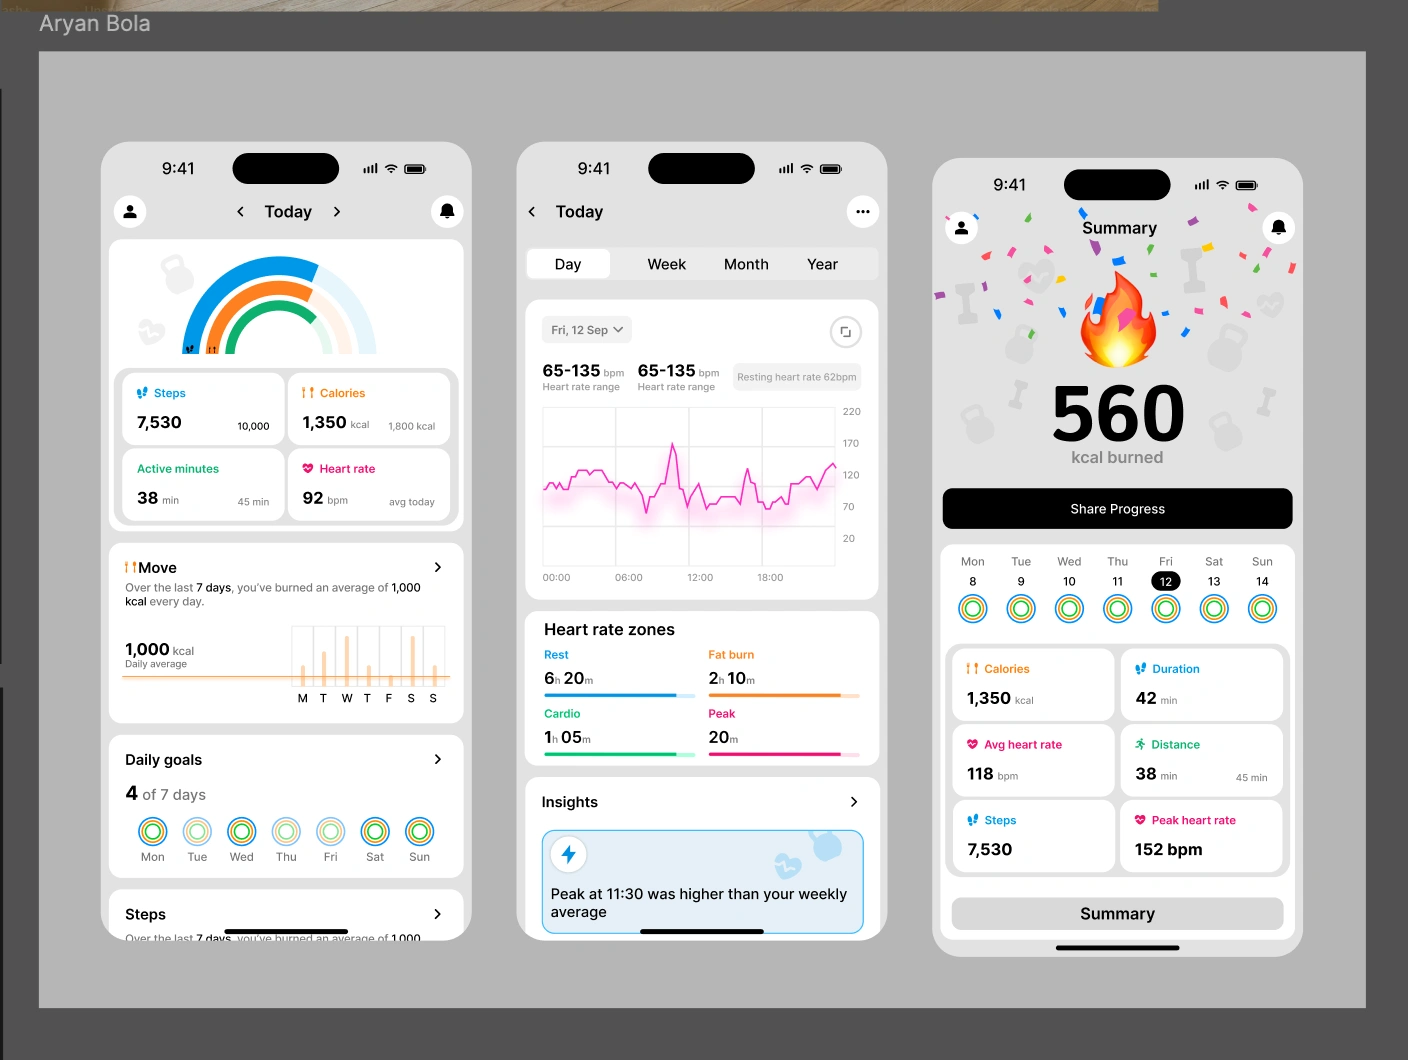 Aryan Bola
9:41
Today
Steps
7,530
10,000
Calories
1,350 kcal
1,800 kcal
Active minutes
38 min
45 min
Heart rate
92 bpm
avg today
Move
Over the last 7 days, you've burned an average of 1,000
kcal every day.
1,000 kcal
Daily average
M T W T F S S
Daily goals
4 of 7 days
Mon Tue Wed Thu Fri Sat Sun
Steps
Over the last 7 days, you've burned an average of 1,000
9:41
Today
Day Week Month Year
Fri, 12 Sep
65-135 bpm
Heart rate range
65-135 bpm
Heart rate range
Resting heart rate 62bpm
220
170
120
70
20
00:00 06:00 12:00 18:00
Heart rate zones
Rest
6h 20m
Fat burn
2h 10m
Cardio
1h 05m
Peak
20m
Insights
Peak at 11:30 was higher than your weekly
average
9:41
Summary
560
kcal burned
Share Progress
Mon Tue Wed Thu Fri Sat Sun
8 9 10 11 12 13 14
Calories
1,350 kcal
Duration
42 min
Avg heart rate
118 bpm
Distance
38 min
45 min
Steps
7,530
Peak heart rate
152 bpm
Summary